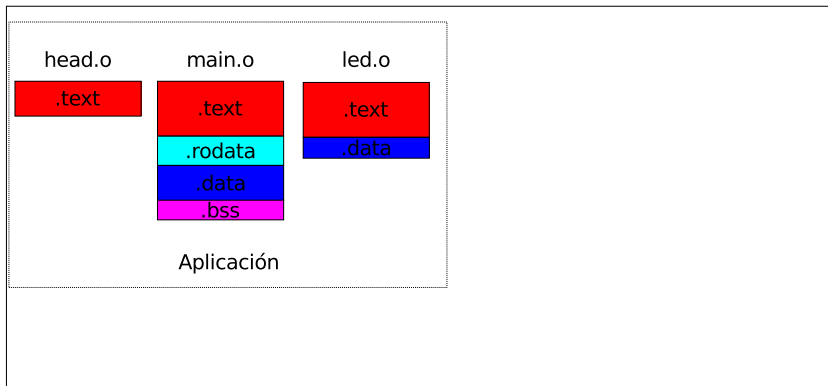 head.o
main.o
led.o
.text
.text
.text
.rodata
.data
.data
.bss
Aplicación